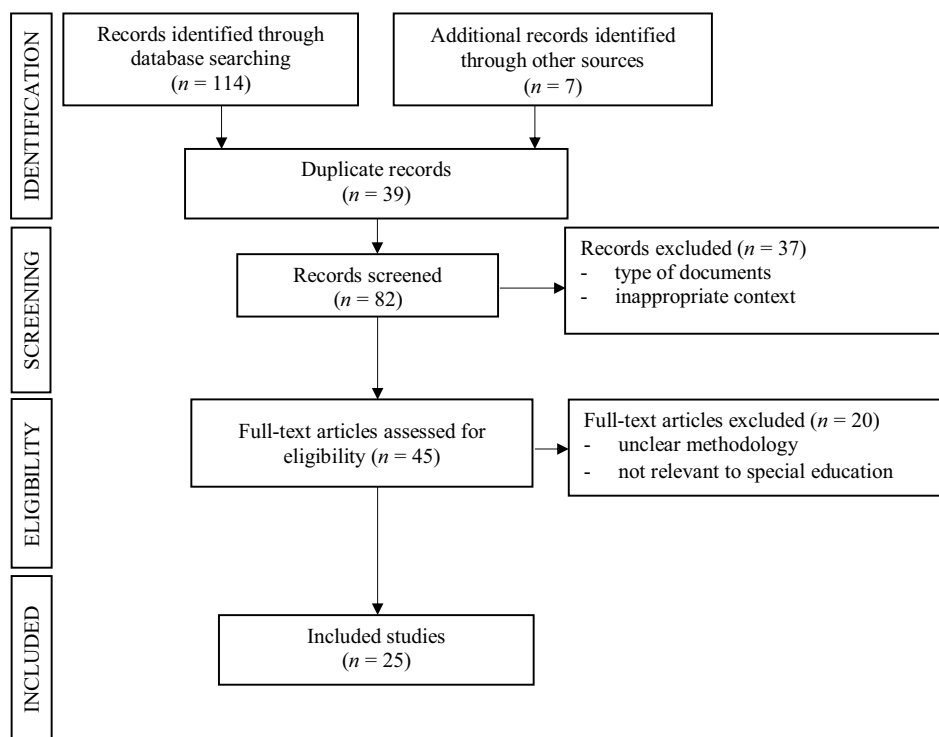 IDENTIFICATION
Records identified through
database searching
(n = 114)
Additional records identified
through other sources
(n = 7)
Duplicate records
(n = 39)
SCREENING
Records screened
(n = 82)
Records excluded (n = 37)
- type of documents
- inappropriate context
ELIGIBILITY
Full-text articles assessed for
eligibility (n = 45)
Full-text articles excluded (n = 20)
- unclear methodology
- not relevant to special education
INCLUDED
Included studies
(n = 25)